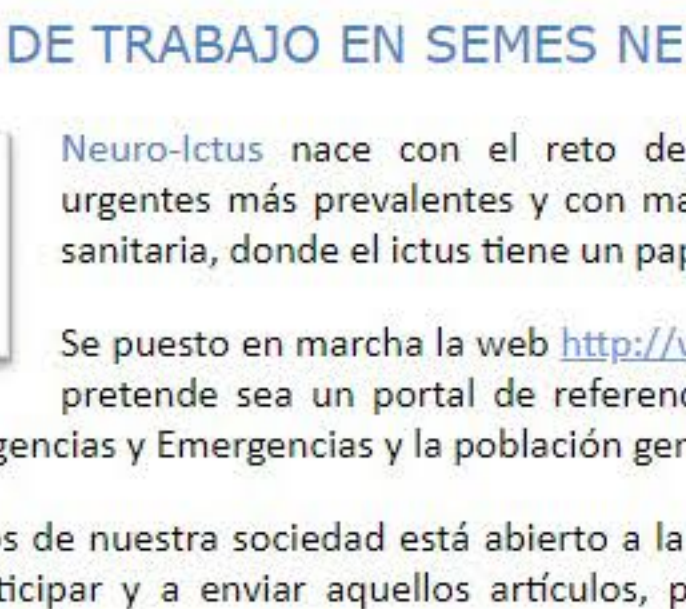 DE TRABAJO EN SEMES NE
Neuro-Ictus nace con el reto de
urgentes más prevalentes y con ma
sanitaria, donde el ictus tiene un pap
Se puesto en marcha la web http://
pretende sea un portal de referenc
gencias y Emergencias y la población gen
os de nuestra sociedad está abierto a la
ticipar y a enviar aquellos artículos, p